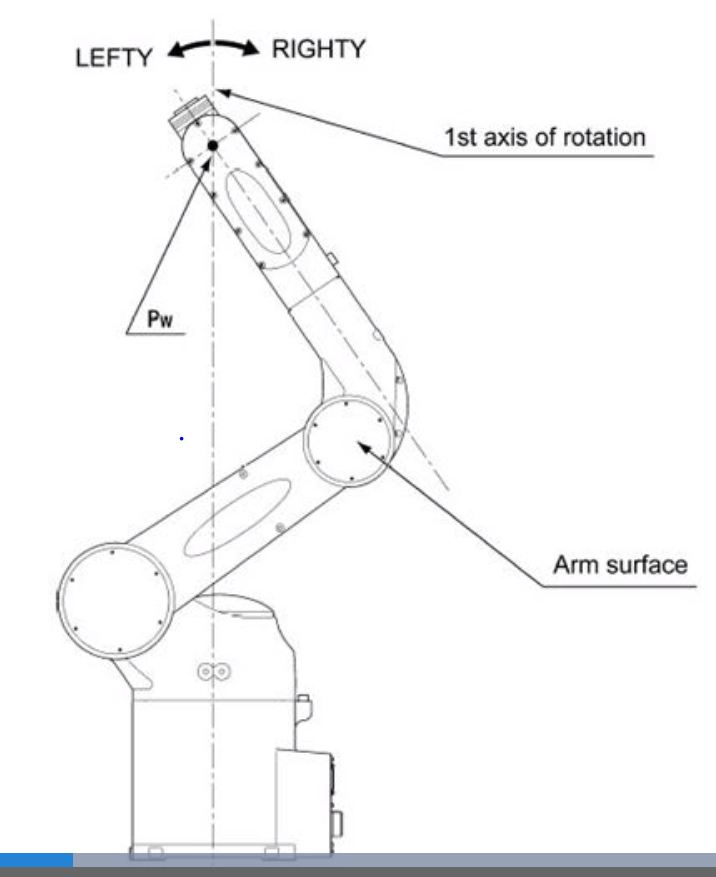 LEFTY
RIGHTY
1st axis of rotation
Pw
Arm surface